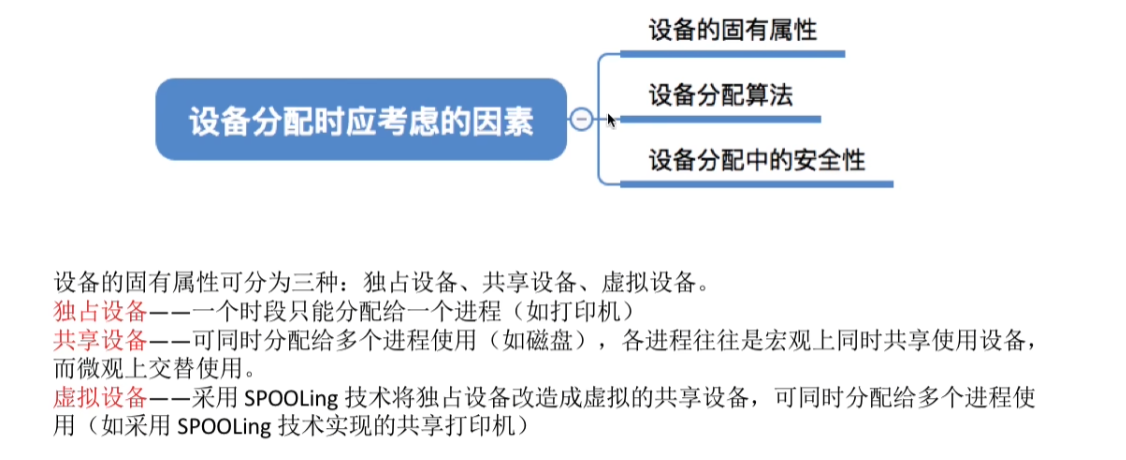 设备的固有属性
设备分配时应考虑的因素
设备分配算法
设备分配中的安全性
设备的固有属性可分为三种：独占设备、共享设备、虚拟设备。
独占设备——一个时段只能分配给一个进程（如打印机）
共享设备——可同时分配给多个进程使用（如磁盘），各进程往往是宏观上同时共享使用设备，
而微观上交替使用。
虚拟设备——采用 SPOOLing 技术将独占设备改造成虚拟的共享设备，可同时分配给多个进程使
用（如采用 SPOOLing 技术实现的共享打印机）